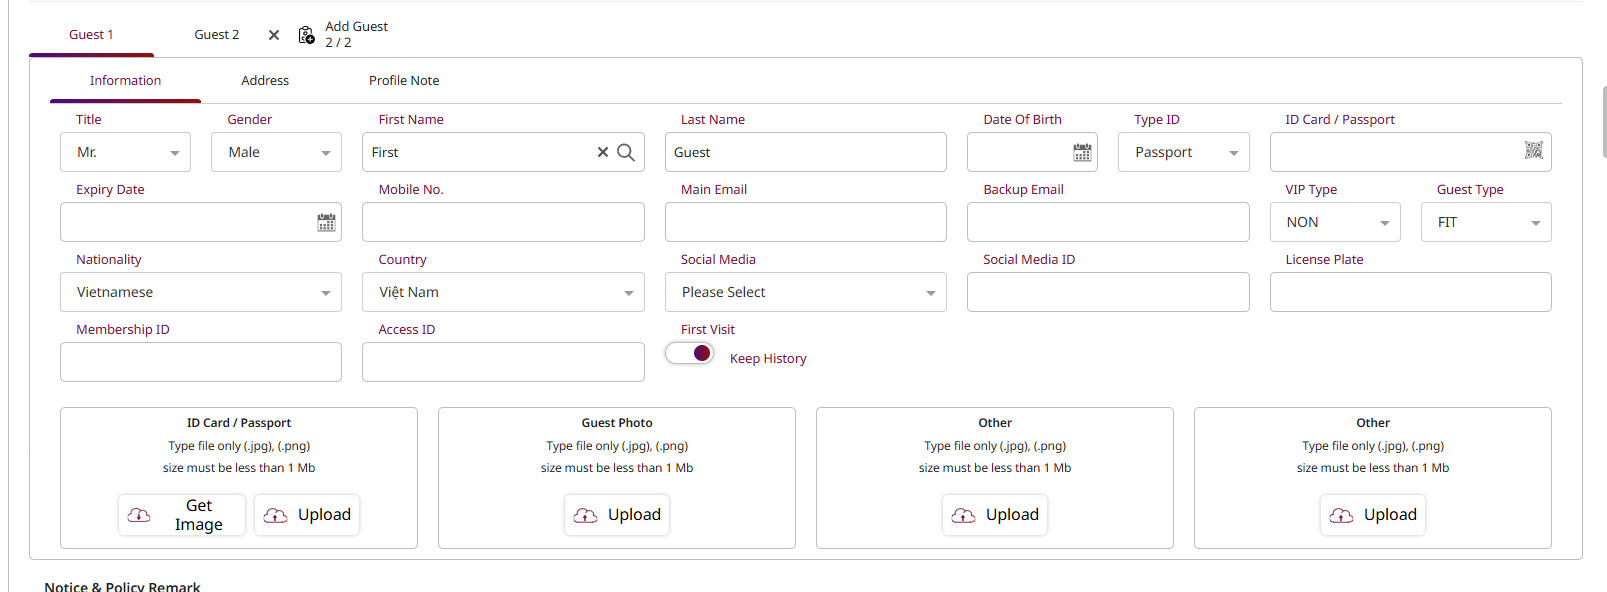 Guest 1
Guest 2
Add Guest
2 / 2
Information
Address
Profile Note
Title
Gender
First Name
Last Name
Date Of Birth
Type ID
ID Card / Passport
Mr.
Male
First
Guest
Passport
Expiry Date
Mobile No.
Main Email
Backup Email
VIP Type
Guest Type
NON
FIT
Nationality
Country
Social Media
Social Media ID
License Plate
Vietnamese
Việt Nam
Please Select
Membership ID
Access ID
First Visit
Keep History
ID Card / Passport
Type file only (.jpg), (.png)
size must be less than 1 Mb
Get
Image
Upload
Guest Photo
Type file only (.jpg), (.png)
size must be less than 1 Mb
Upload
Other
Type file only (.jpg), (.png)
size must be less than 1 Mb
Upload
Other
Type file only (.jpg), (.png)
size must be less than 1 Mb
Upload
Notice & Policy Remark